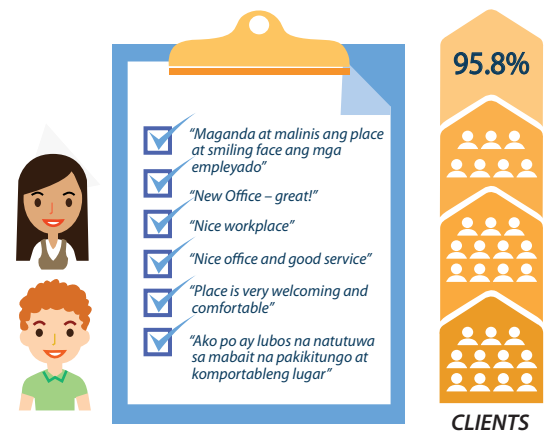 “Maganda at malinis ang place
at smiling face ang mga
empleyado”
“New Office – great!”
“Nice workplace”
“Nice office and good service”
“Place is very welcoming and
comfortable”
“Ako po ay lubos na natutuwa
sa mabait na pakikitungo at
komportableng lugar”
95.8%
CLIENTS